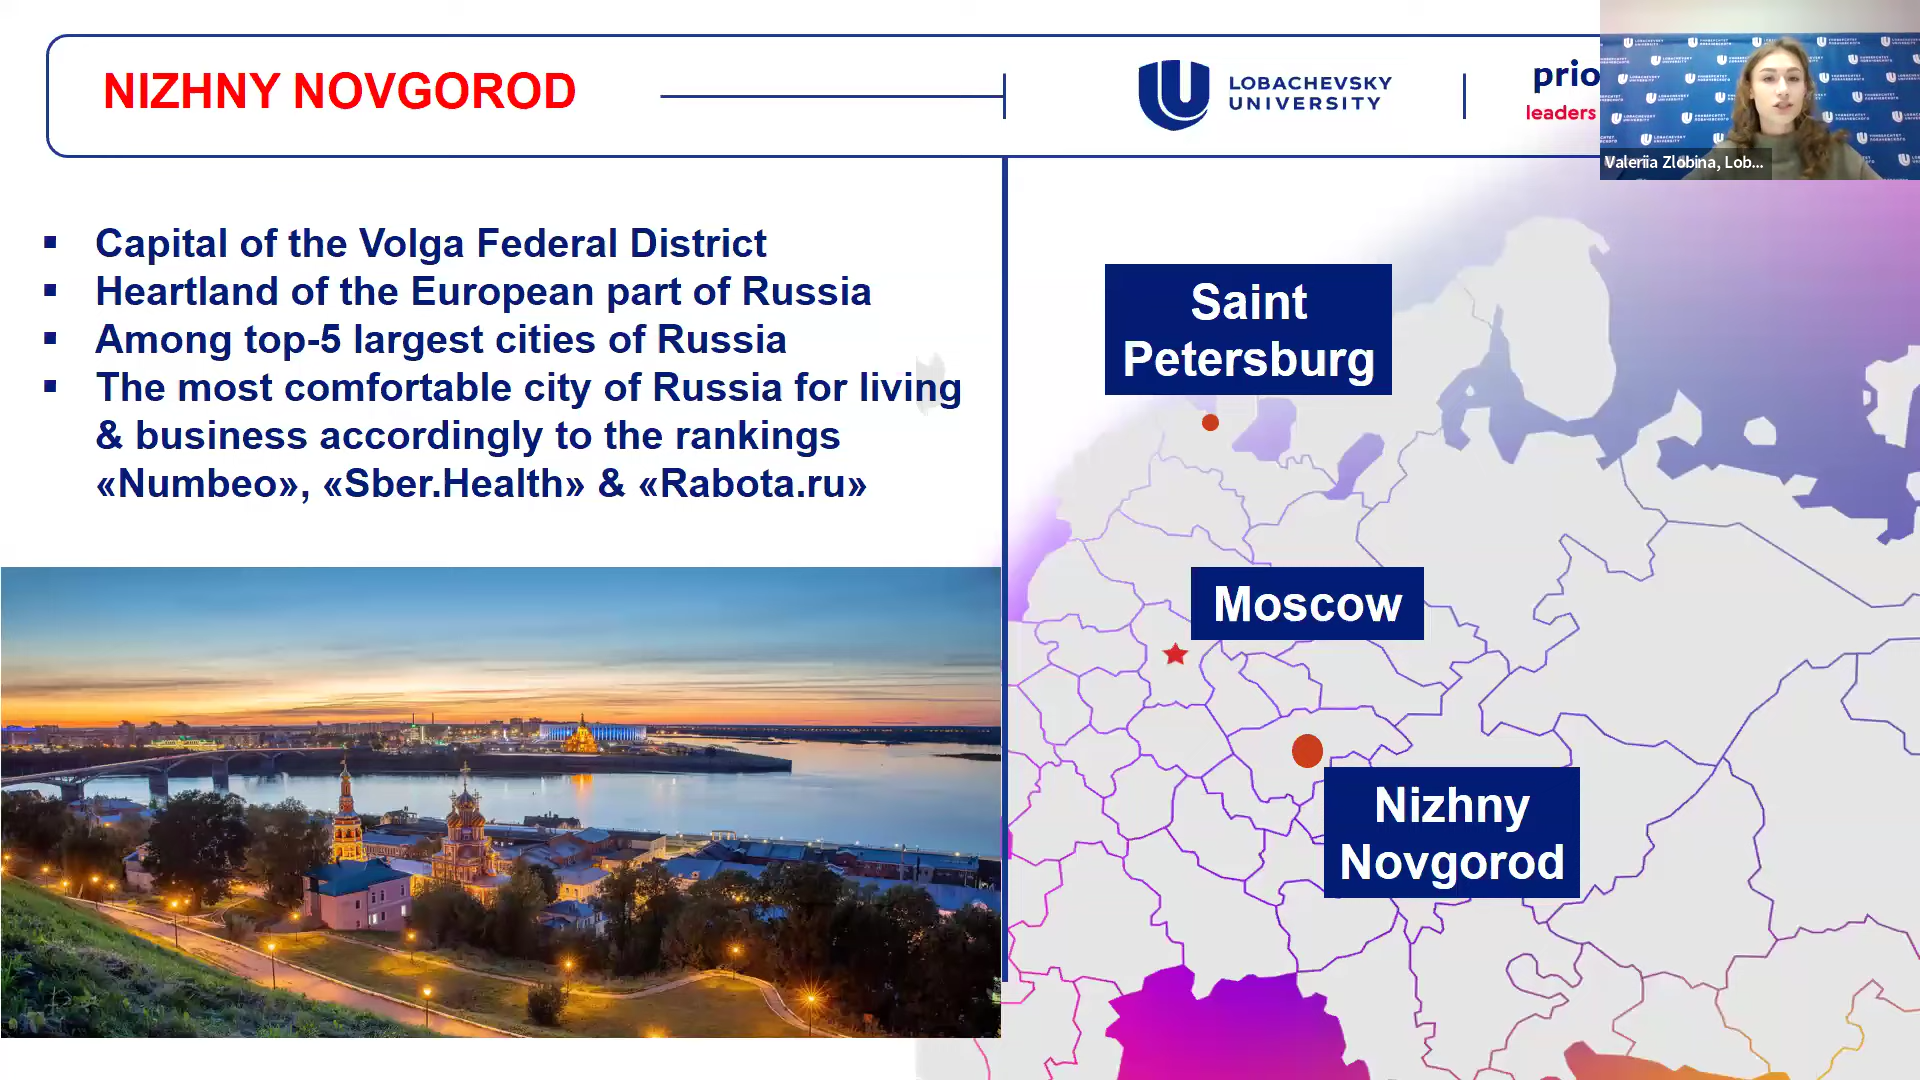 NIZHNY NOVGOROD
LOBACHEVSKY
UNIVERSITY
prio
leaders
Valeriia Zlobina, Lob...
▪ Capital of the Volga Federal District
▪ Heartland of the European part of Russia
▪ Among top-5 largest cities of Russia
▪ The most comfortable city of Russia for living
& business accordingly to the rankings
«Numbeo», «Sber.Health» & «Rabota.ru»
Saint
Petersburg
Moscow
Nizhny
Novgorod